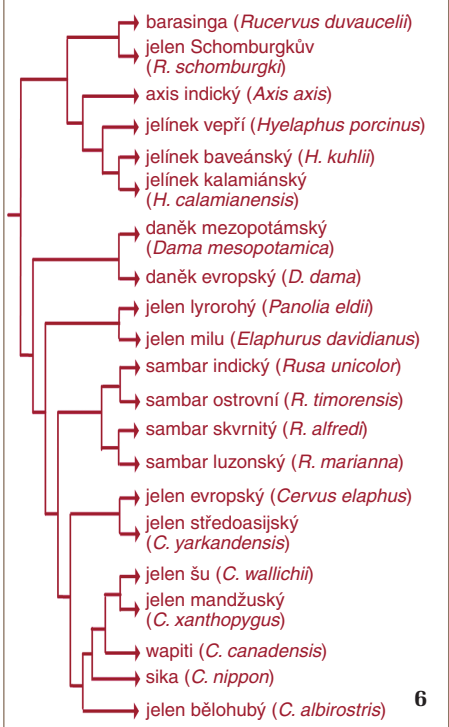 barasinga (Rucervus duvaucelii)
jelen Schomburgkův
(R. schomburgki)
axis indický (Axis axis)
jelínek vepří (Hyelaphus porcinus)
jelínek baveánský (H. kuhlii)
jelínek kalamiánský
(H. calamianensis)
daněk mezopotámský
(Dama mesopotamica)
daněk evropský (D. dama)
jelen lyrorohý (Panolia eldii)
jelen milu (Elaphurus davidianus)
sambar indický (Rusa unicolor)
sambar ostrovní (R. timorensis)
sambar skvrnitý (R. alfredi)
sambar luzonský (R. marianna)
jelen evropský (Cervus elaphus)
jelen středoasijský
(C. yarkandensis)
jelen šu (C. wallichii)
jelen mandžuský
(C. xanthopygus)
wapiti (C. canadensis)
sika (C. nippon)
jelen bělohubý (C. albirostris)
6